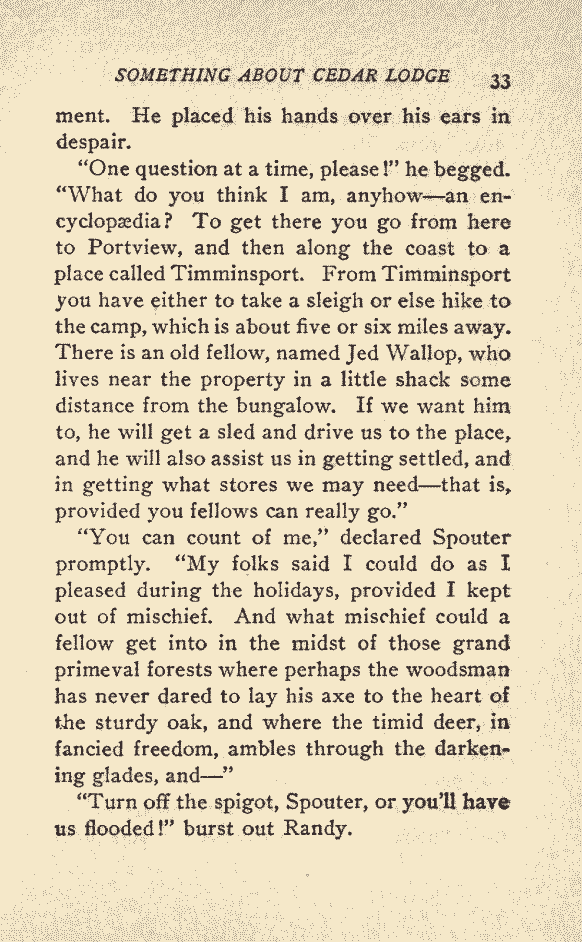 SOMETHING ABOUT CEDAR LODGE 33
ment. He placed his hands over his ears in
despair.
“One question at a time, please!” he begged.
“What do you think I am, anyhow—an en-
cyclopædia? To get there you go from here
to Portview, and then along the coast to a
place called Timminsport. From Timminsport
you have either to take a sleigh or else hike to
the camp, which is about five or six miles away.
There is an old fellow, named Jed Wallop, who
lives near the property in a little shack some
distance from the bungalow. If we want him
to, he will get a sled and drive us to the place,
and he will also assist us in getting settled, and
in getting what stores we may need—that is,
provided you fellows can really go.”
“You can count of me,” declared Spouter
promptly. “My folks said I could do as I
pleased during the holidays, provided I kept
out of mischief. And what mischief could a
fellow get into in the midst of those grand
primeval forests where perhaps the woodsman
has never dared to lay his axe to the heart of
the sturdy oak, and where the timid deer, in
fancied freedom, ambles through the darken-
ing glades, and—”
“Turn off the spigot, Spouter, or you’ll have
us flooded!” burst out Randy.